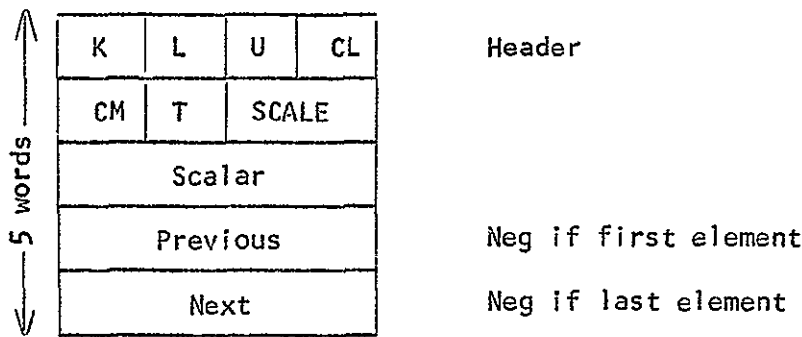 K L U CL Header
CM T SCALE
Scalar
Previous Neg if first element
Next Neg if last element
5 words